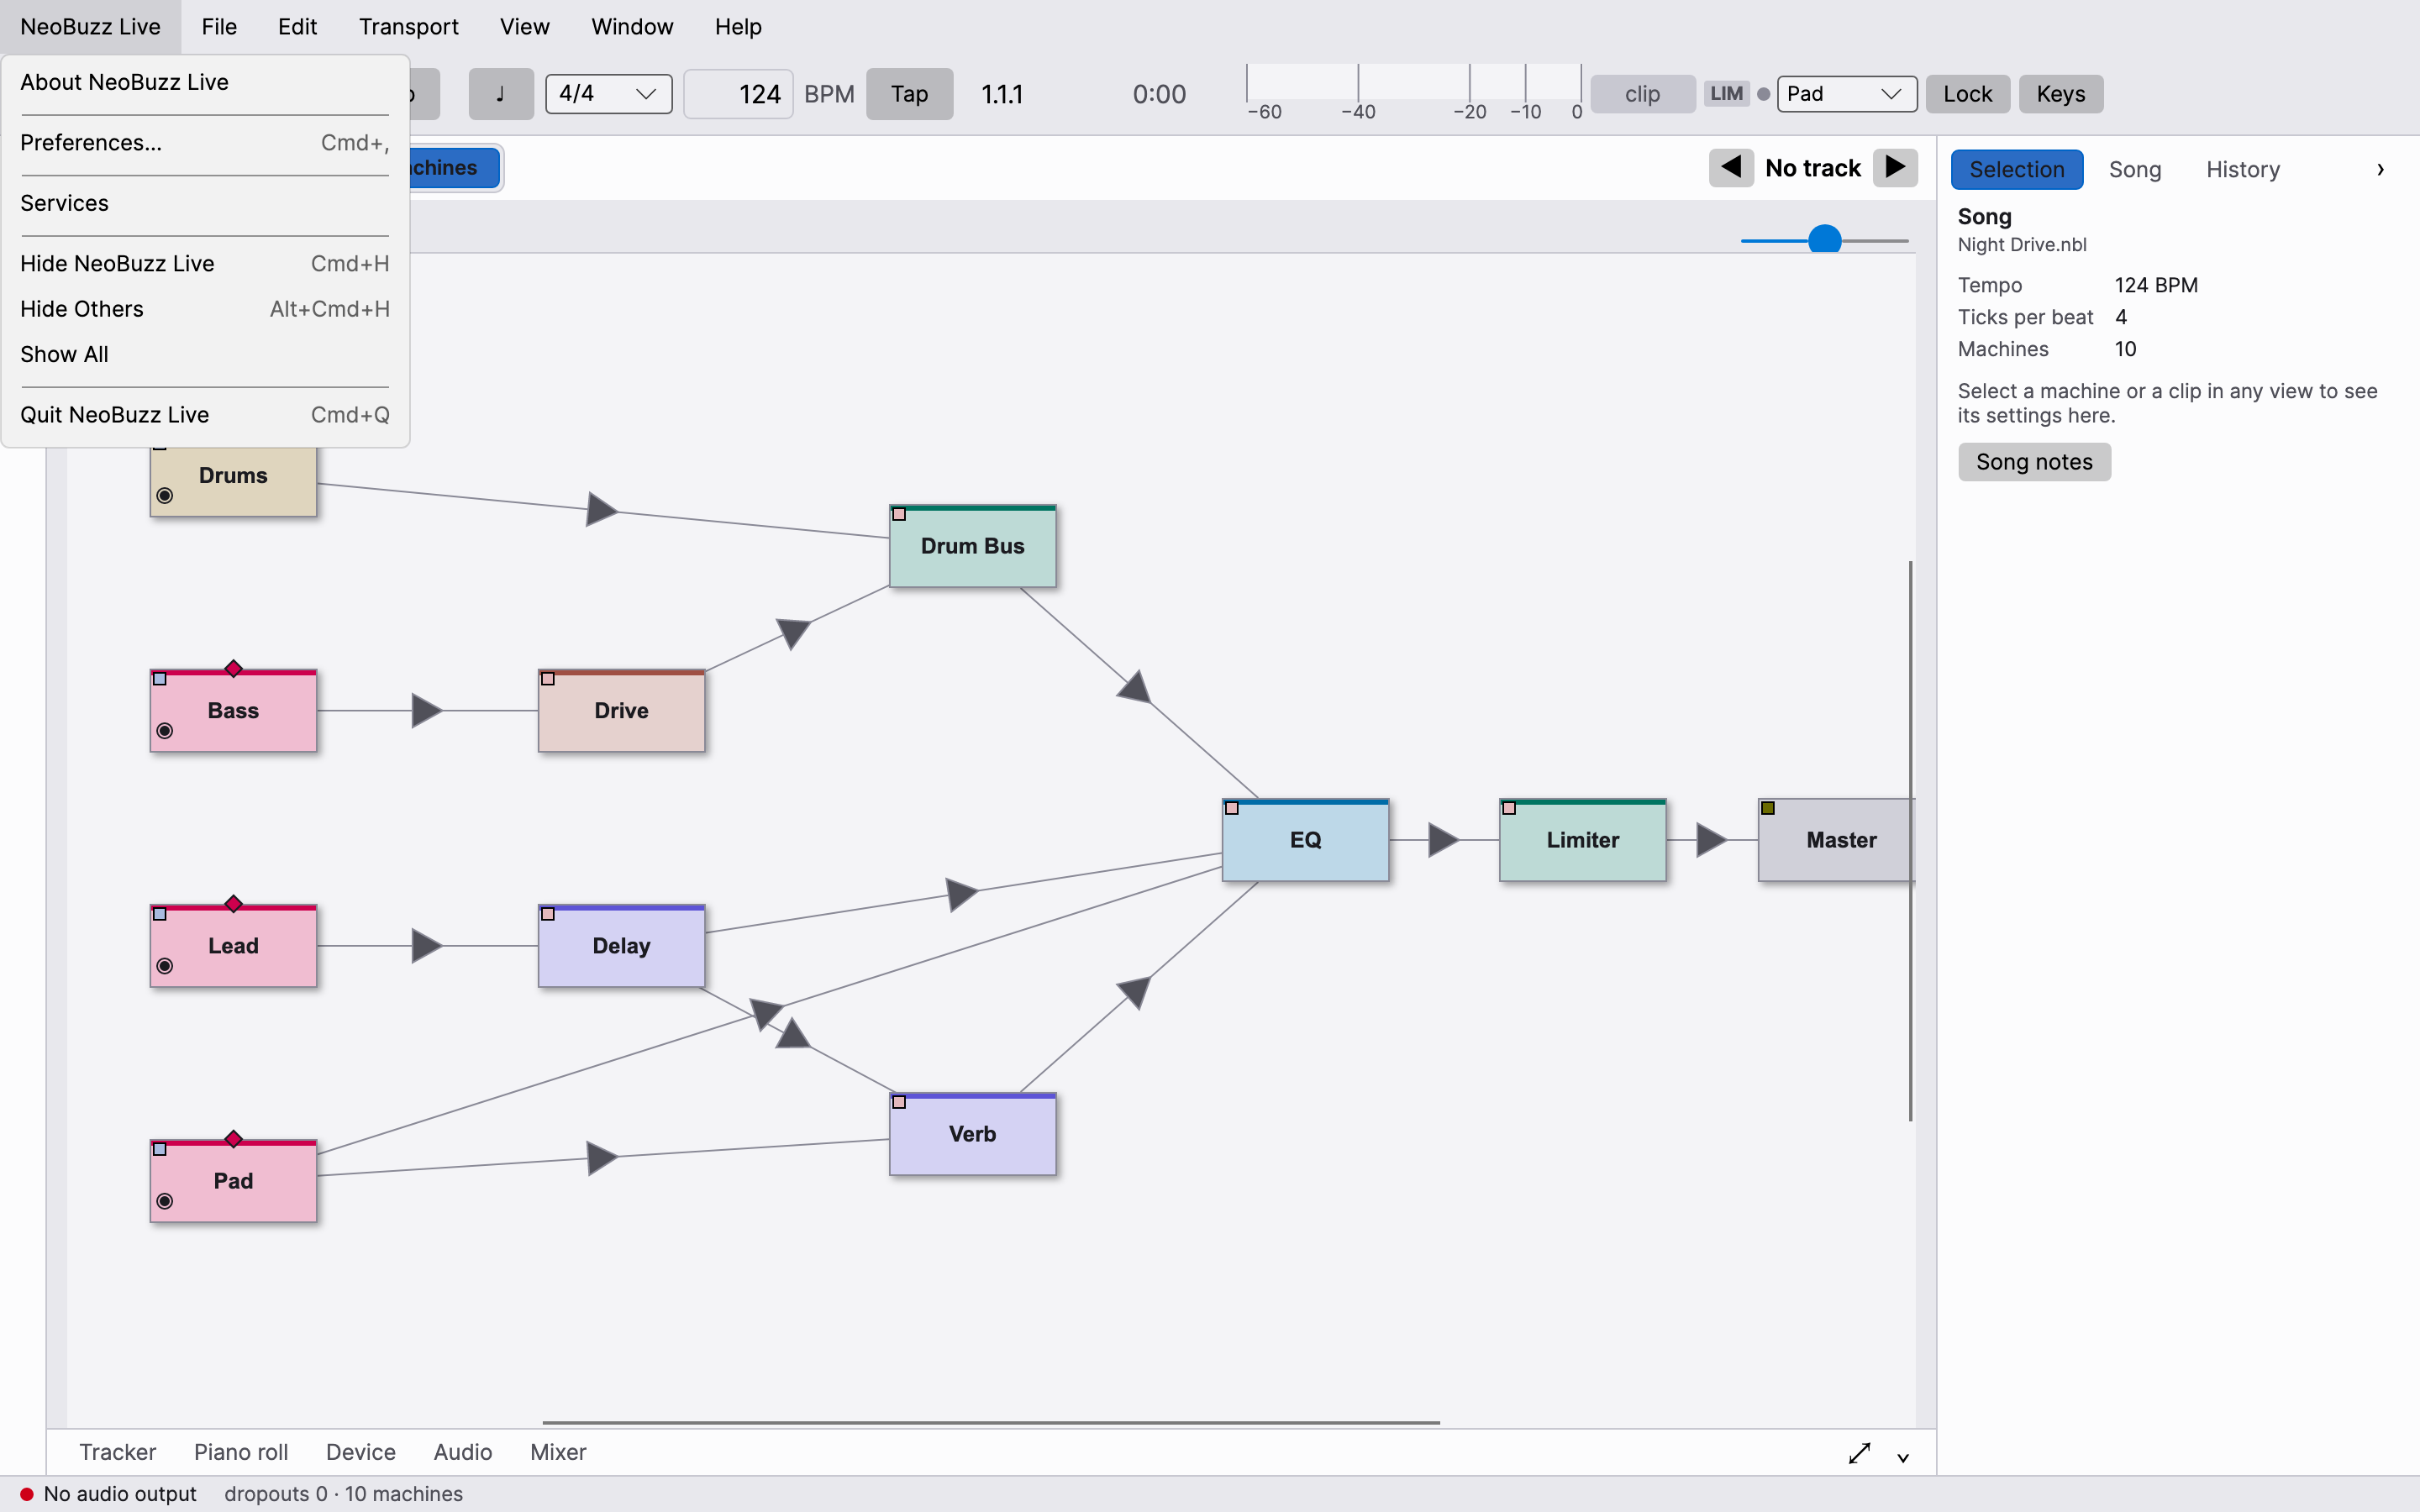 NeoBuzz Live File Edit Transport View Window Help
About NeoBuzz Live
Preferences... Cmd+,
Services
Hide NeoBuzz Live Cmd+H
Hide Others Alt+Cmd+H
Show All
Quit NeoBuzz Live Cmd+Q
♩ 4/4 124 BPM Tap 1.1.1 0:00 −60 −40 −20 −10 0 clip LIM Pad Lock Keys
No track
Selection Song History
Song
Night Drive.nbl
Tempo 124 BPM
Ticks per beat 4
Machines 10
Select a machine or a clip in any view to see
its settings here.
Song notes
Drums
Drum Bus
Bass
Drive
EQ
Limiter
Master
Lead
Delay
Verb
Pad
Tracker Piano roll Device Audio Mixer
No audio output dropouts 0 · 10 machines